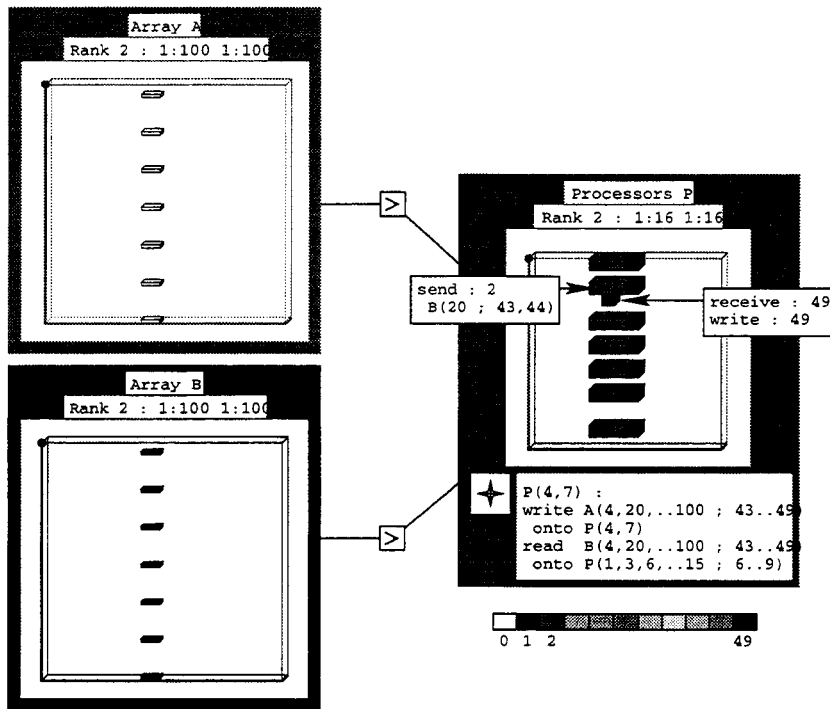 Array A
Rank 2 : 1:100 1:100
>
Processors P
Rank 2 : 1:16 1:16
send : 2
B(20 ; 43,44)
receive : 49
write : 49
Array B
Rank 2 : 1:100 1:100
>
P(4,7) :
write A(4,20,..100 ; 43..49)
onto P(4,7)
read B(4,20,..100 ; 43..49)
onto P(1,3,6,..15 ; 6..9)
0 1 2 49